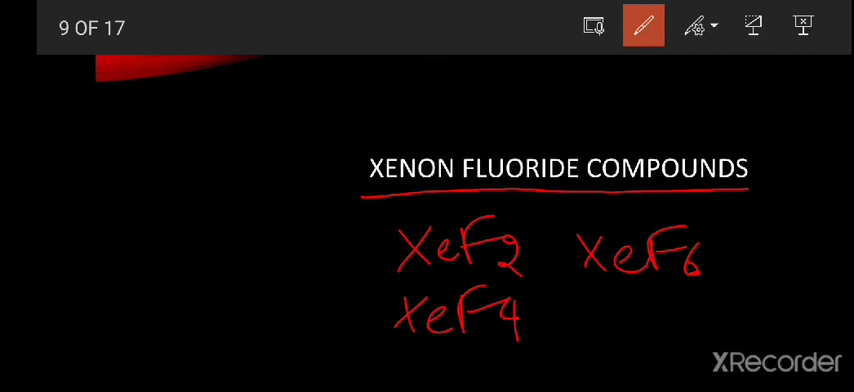 9 OF 17
XENON FLUORIDE COMPOUNDS
XeF2 XeF6
XeF4
XRecorder